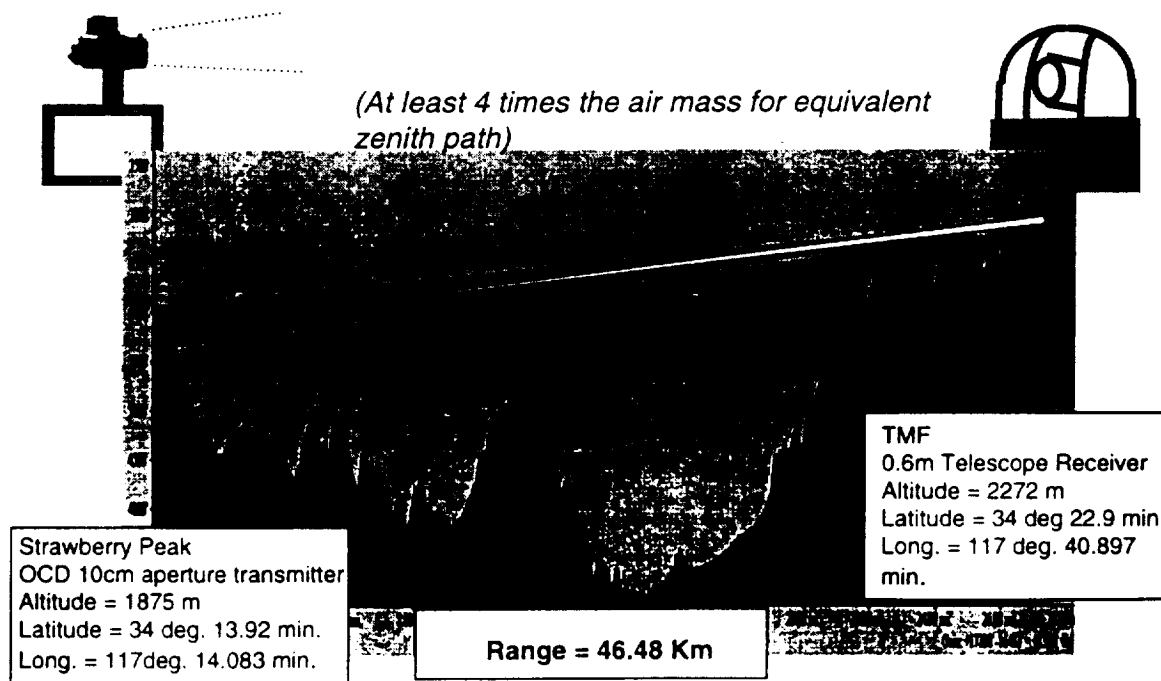 (At least 4 times the air mass for equivalent
zenith path)
TMF
0.6m Telescope Receiver
Altitude = 2272 m
Latitude = 34 deg 22.9 min
Long. = 117 deg. 40.897
min.
Strawberry Peak
OCD 10cm aperture transmitter
Altitude = 1875 m
Latitude = 34 deg. 13.92 min.
Long. = 117deg. 14.083 min.
Range = 46.48 Km